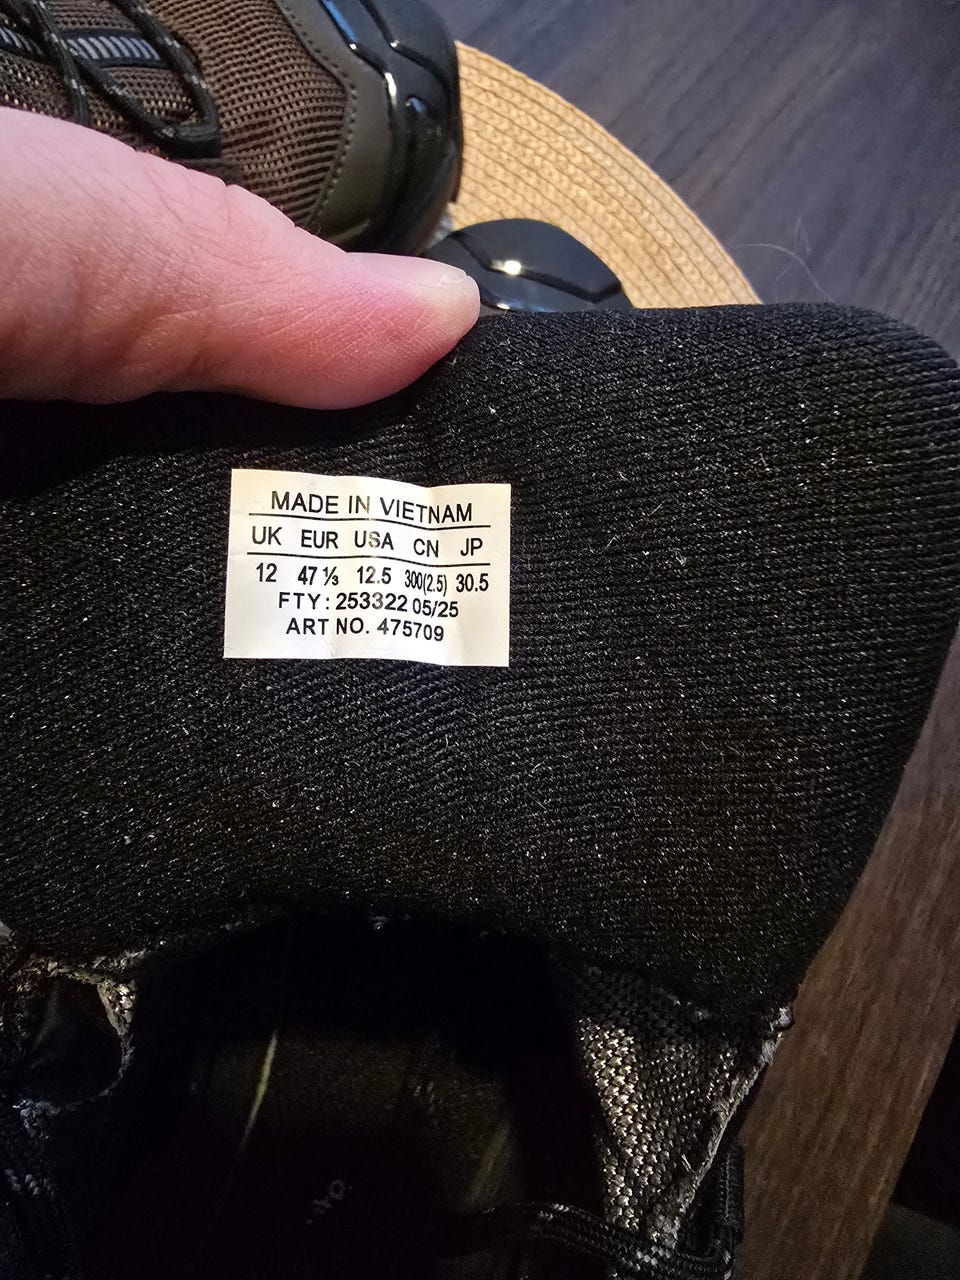 MADE IN VIETNAM
UK EUR USA CN JP
12 47 ⅓ 12.5 300(2.5) 30.5
FTY: 253322 05/25
ART NO. 475709